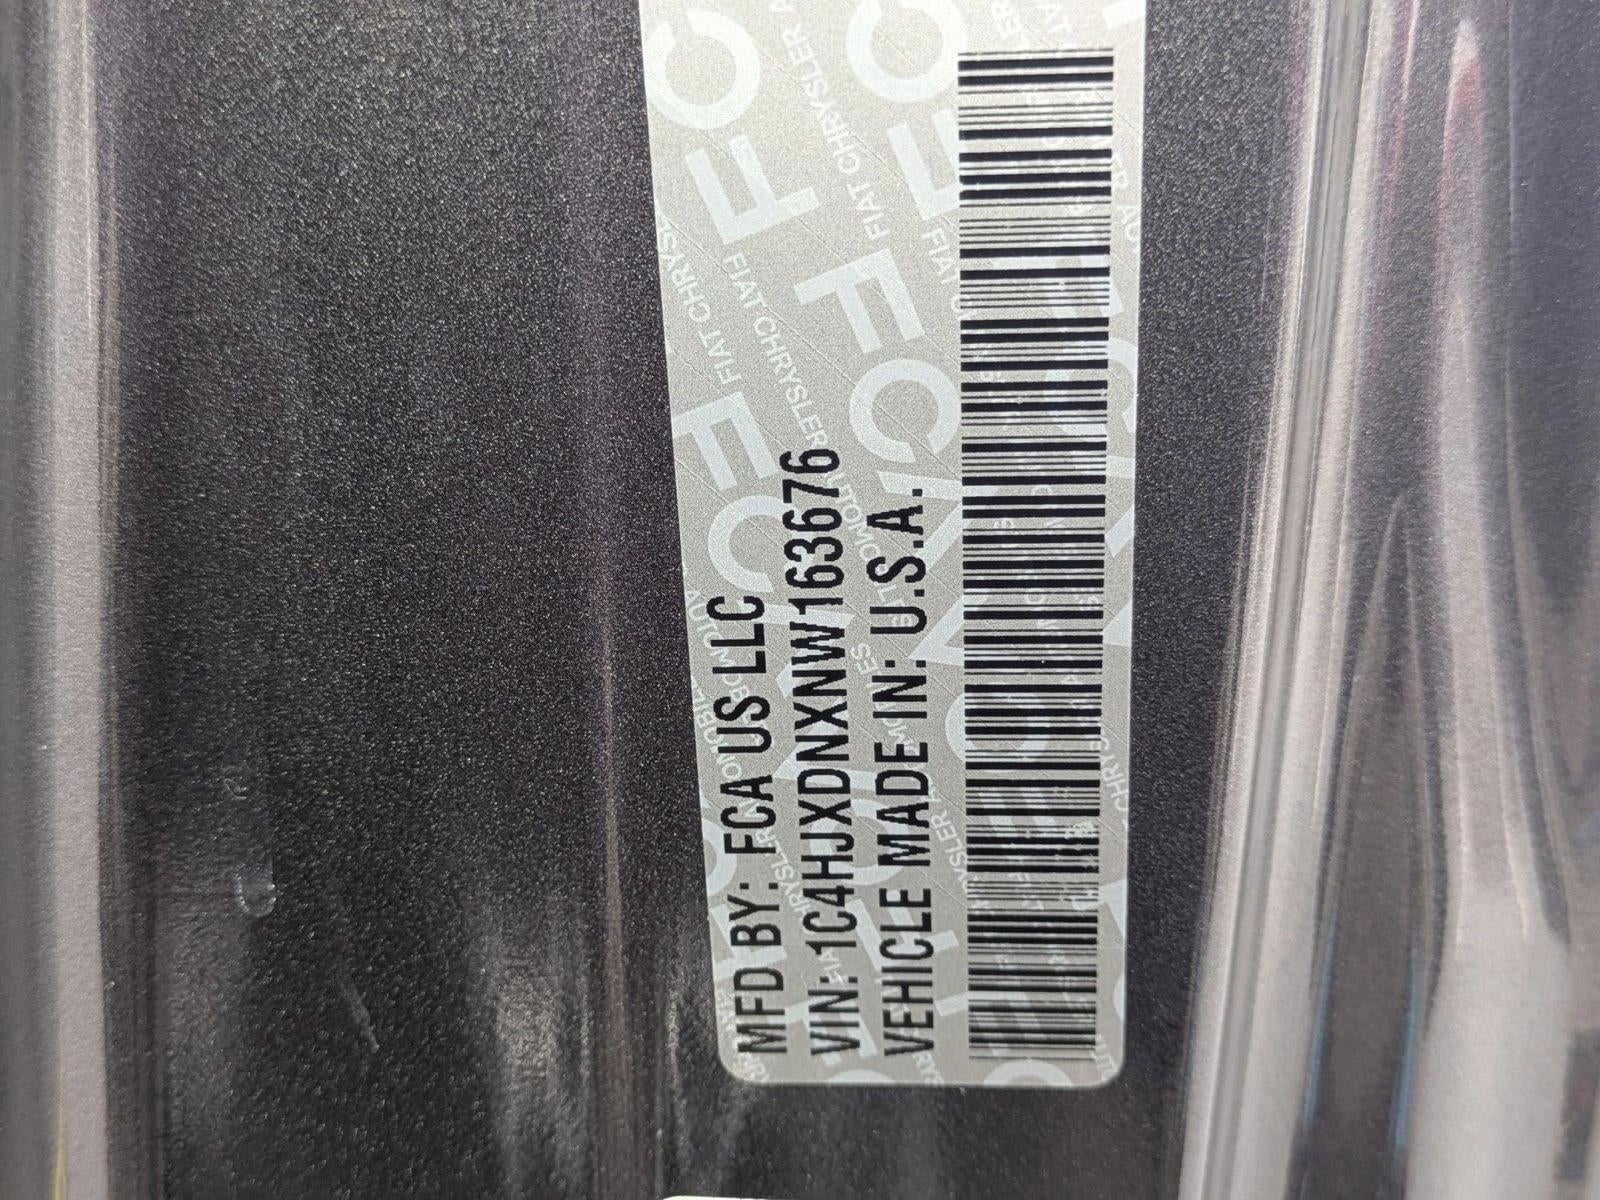 MFD BY: FCA US LLC
VIN: 1C4HJXDNXNW163676
VEHICLE MADE IN: U.S.A.